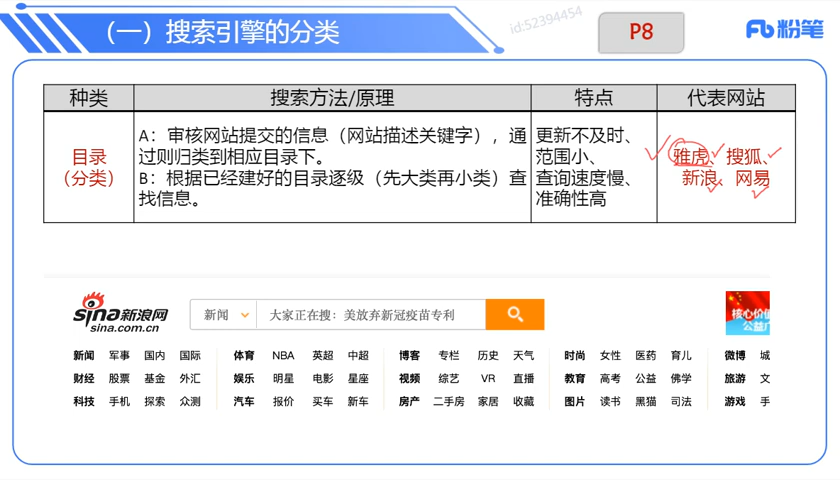 （一）搜索引擎的分类
id:52394454
P8
粉笔
种类 搜索方法/原理 特点 代表网站
目录
（分类）
A：审核网站提交的信息（网站描述关键字），通
过则归类到相应目录下。
B：根据已经建好的目录逐级（先大类再小类）查
找信息。
更新不及时、
范围小、
查询速度慢、
准确性高
雅虎、搜狐、
新浪、网易
sina新浪网
sina.com.cn
新闻 大家正在搜：美放弃新冠疫苗专利
核心价值
公益广
新闻 军事 国内 国际 体育 NBA 英超 中超 博客 专栏 历史 天气 时尚 女性 医药 育儿 微博 城
财经 股票 基金 外汇 娱乐 明星 电影 星座 视频 综艺 VR 直播 教育 高考 公益 佛学 旅游 文
科技 手机 探索 众测 汽车 报价 买车 新车 房产 二手房 家居 收藏 图片 读书 黑猫 司法 游戏 手